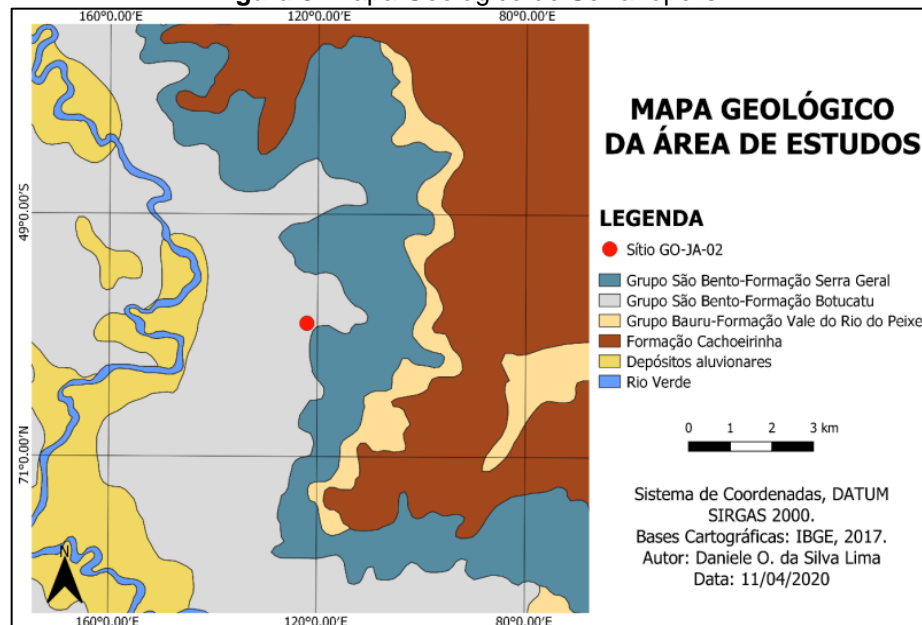 160°0.00′E 120°0.00′E 80°0.00′E
49°0.00′S
71°0.00′N
N
160°0.00′E 120°0.00′E 80°0.00′E
MAPA GEOLÓGICO
DA ÁREA DE ESTUDOS
LEGENDA
Sítio GO-JA-02
Grupo São Bento-Formação Serra Geral
Grupo São Bento-Formação Botucatu
Grupo Bauru-Formação Vale do Rio do Peixe
Formação Cachoeirinha
Depósitos aluvionares
Rio Verde
0 1 2 3 km
Sistema de Coordenadas, DATUM
SIRGAS 2000.
Bases Cartográficas: IBGE, 2017.
Autor: Daniele O. da Silva Lima
Data: 11/04/2020